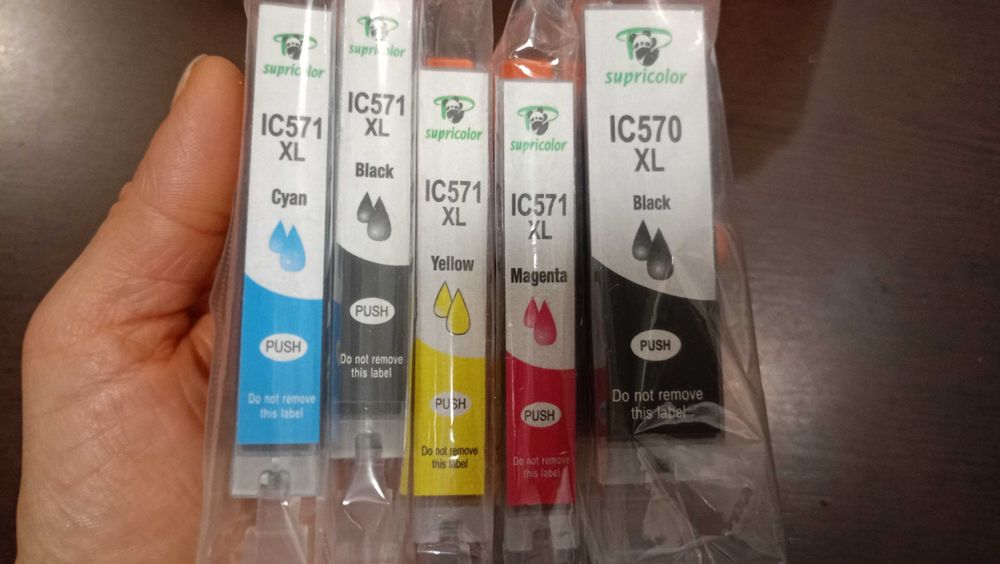 supricolor
IC571
XL
Cyan
PUSH
Do not remove
this label
supricolor
IC571
XL
Black
PUSH
Do not remove
this label
supricolor
IC571
XL
Yellow
PUSH
Do not remove
this label
supricolor
IC571
XL
Magenta
PUSH
Do not remove
this label
supricolor
IC570
XL
Black
PUSH
Do not remove
this label